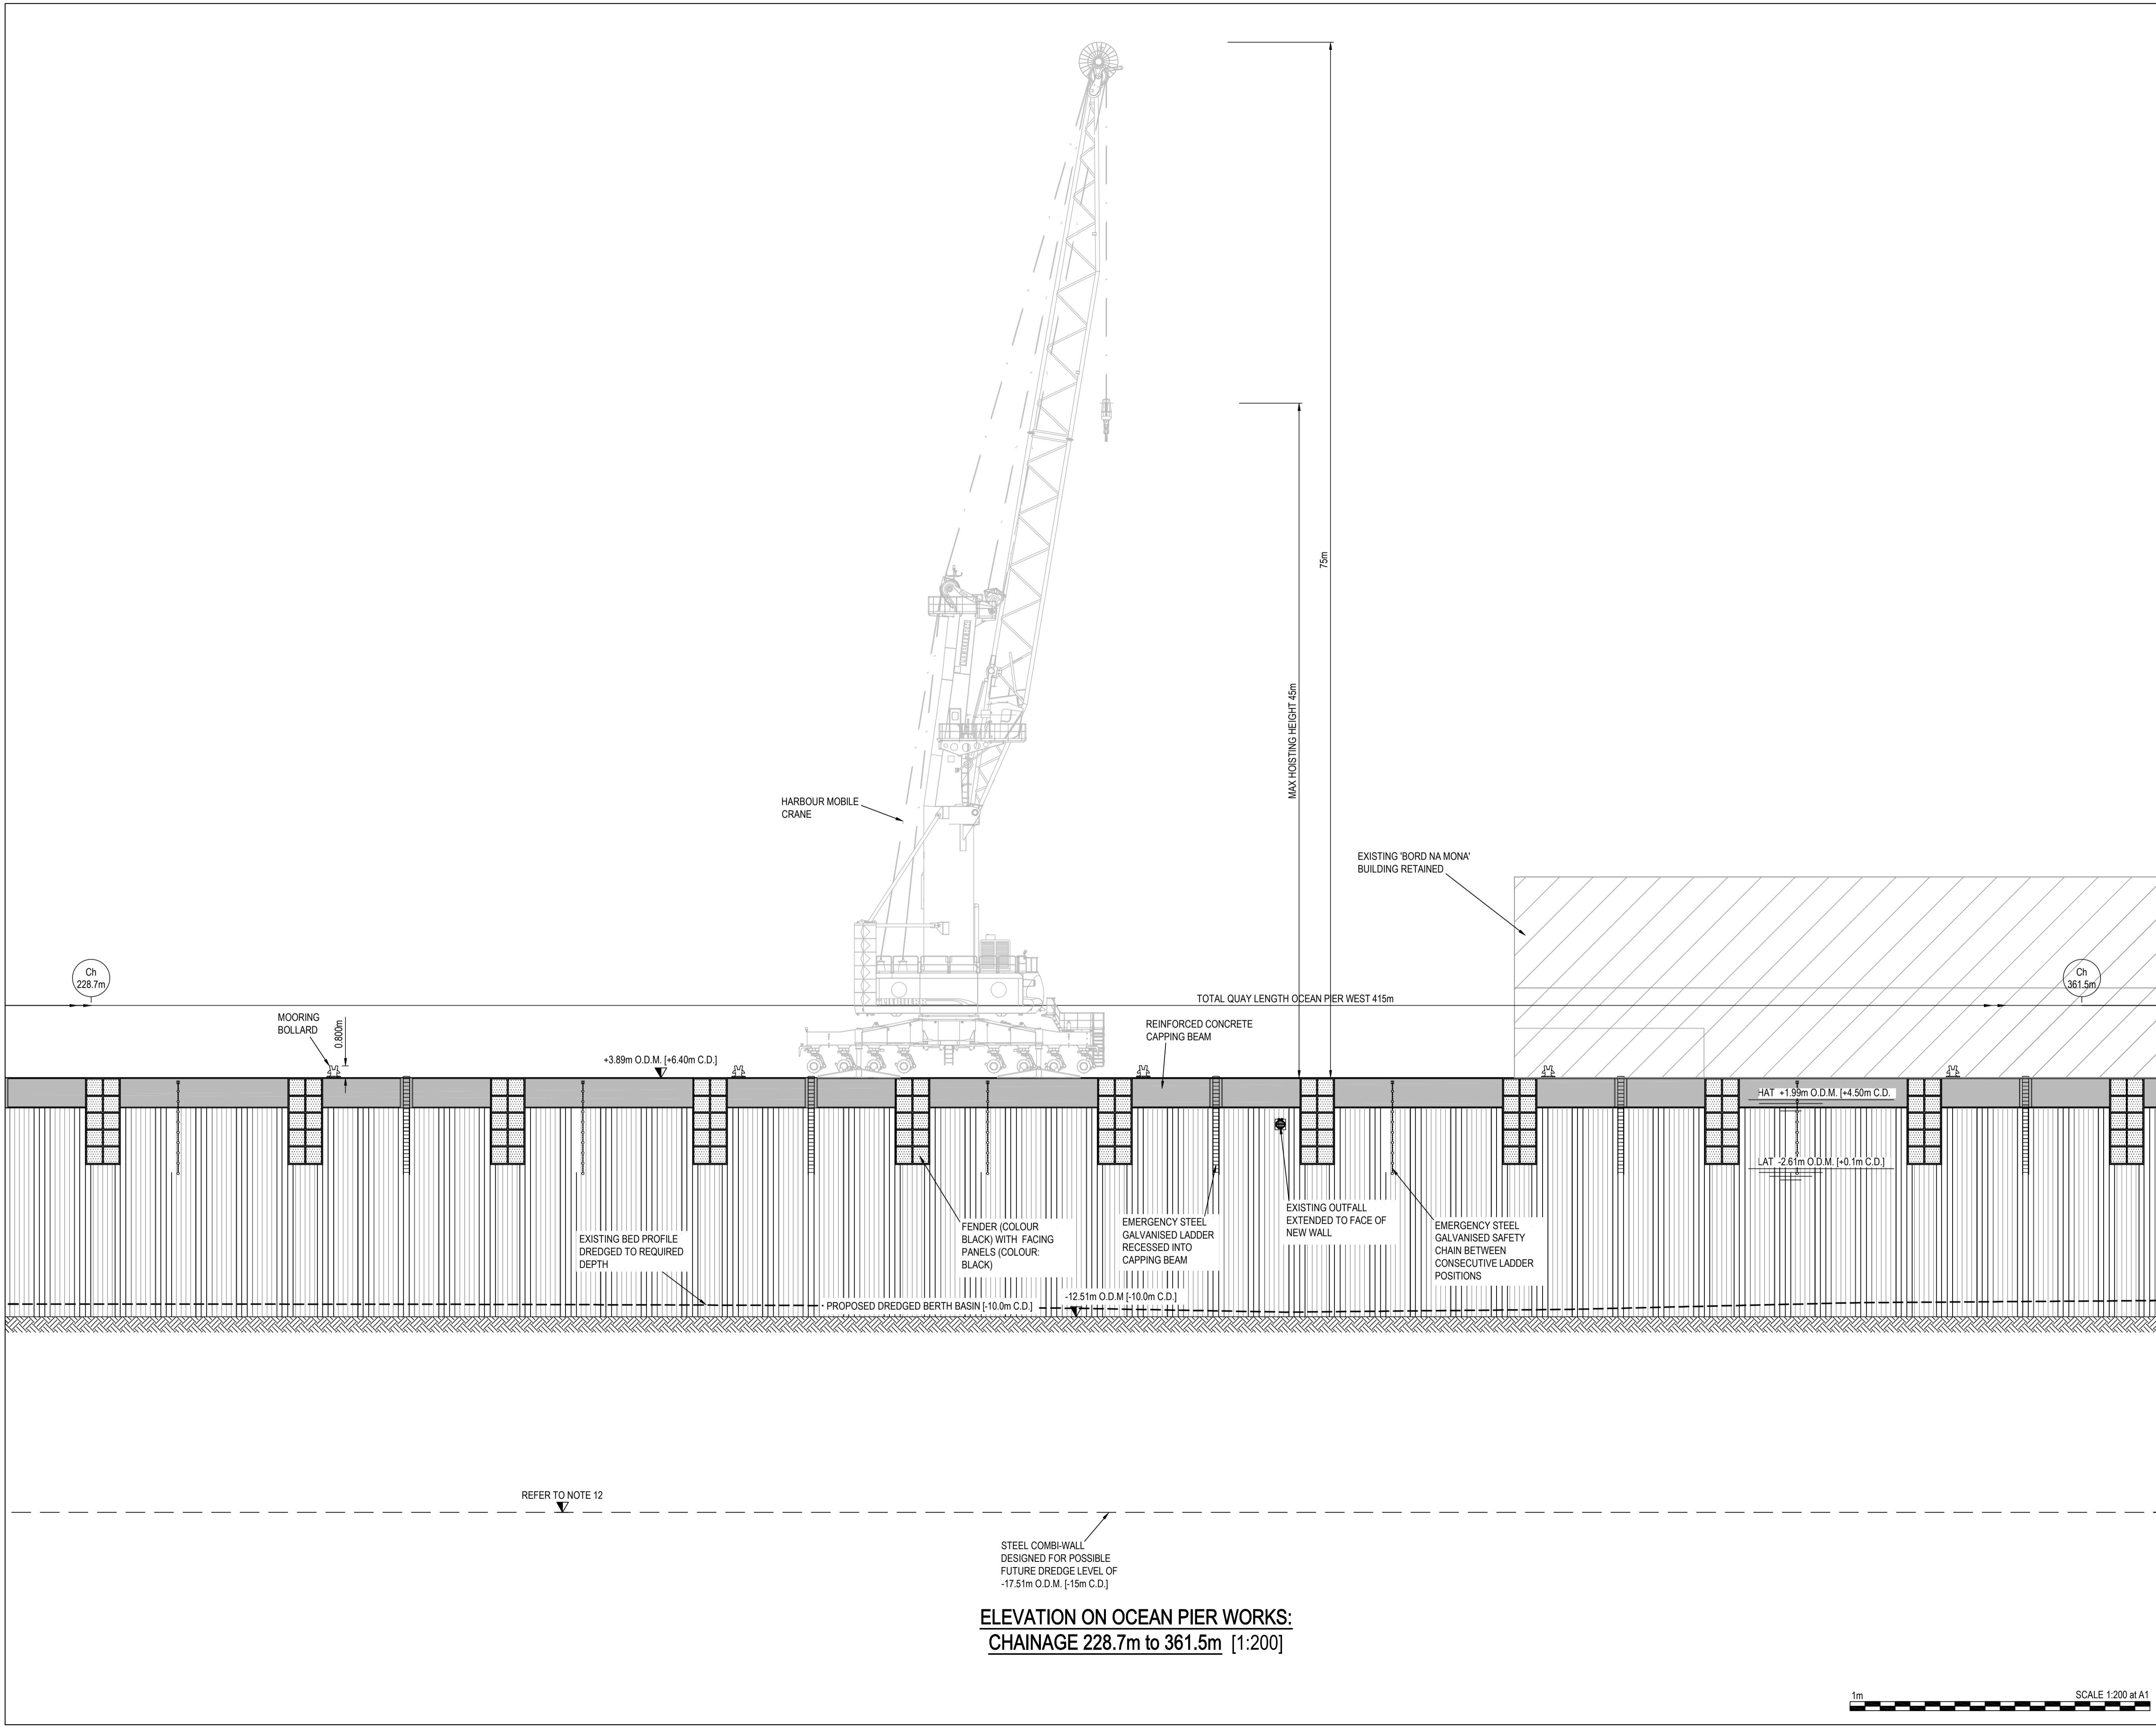 75m
MAX HOISTING HEIGHT 45m
HARBOUR MOBILE
CRANE
EXISTING 'BORD NA MONA'
BUILDING RETAINED
Ch
228.7m
Ch
361.5m
TOTAL QUAY LENGTH OCEAN PIER WEST 415m
MOORING
BOLLARD
0.800m
REINFORCED CONCRETE
CAPPING BEAM
+3.89m O.D.M. [+6.40m C.D.]
HAT +1.99m O.D.M. [+4.50m C.D.
LAT -2.61m O.D.M. [+0.1m C.D.]
EXISTING BED PROFILE
DREDGED TO REQUIRED
DEPTH
FENDER (COLOUR
BLACK) WITH FACING
PANELS (COLOUR:
BLACK)
EMERGENCY STEEL
GALVANISED LADDER
RECESSED INTO
CAPPING BEAM
EXISTING OUTFALL
EXTENDED TO FACE OF
NEW WALL
EMERGENCY STEEL
GALVANISED SAFETY
CHAIN BETWEEN
CONSECUTIVE LADDER
POSITIONS
PROPOSED DREDGED BERTH BASIN [-10.0m C.D.]
-12.51m O.D.M [-10.0m C.D.]
REFER TO NOTE 12
STEEL COMBI-WALL
DESIGNED FOR POSSIBLE
FUTURE DREDGE LEVEL OF
-17.51m O.D.M. [-15m C.D.]
ELEVATION ON OCEAN PIER WORKS:
CHAINAGE 228.7m to 361.5m [1:200]
1m
SCALE 1:200 at A1